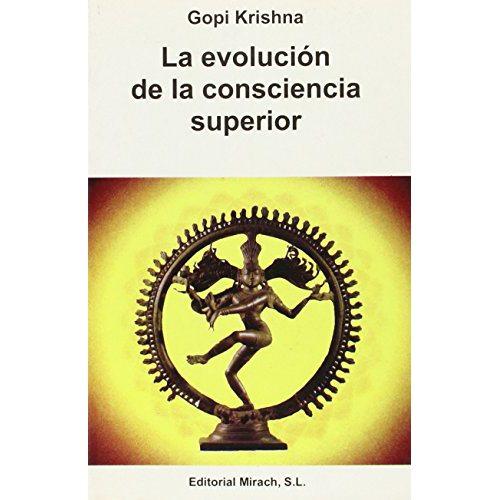 Gopi Krishna
La evolución
de la consciencia
superior
Editorial Mirach, S.L.